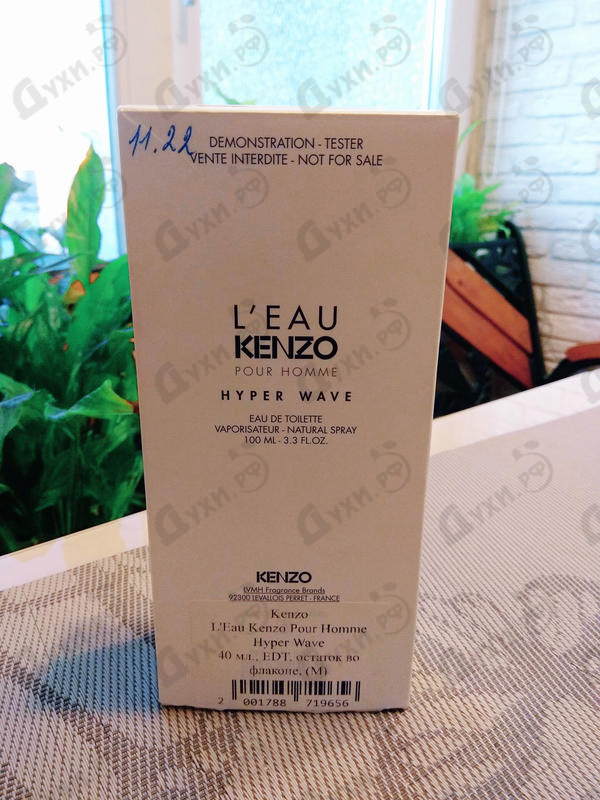 11.22
DEMONSTRATION - TESTER
VENTE INTERDITE - NOT FOR SALE
L'EAU
KENZO
POUR HOMME
HYPER WAVE
EAU DE TOILETTE
VAPORISATEUR - NATURAL SPRAY
100 ML - 3.3 FL.OZ.
KENZO
LVMH Fragrance Brands
92300 LEVALLOIS PERRET - FRANCE
Kenzo
L'Eau Kenzo Pour Homme
Hyper Wave
40 мл., EDT, остаток во
флаконе, (M)
2 001788 719656
Духи.рф